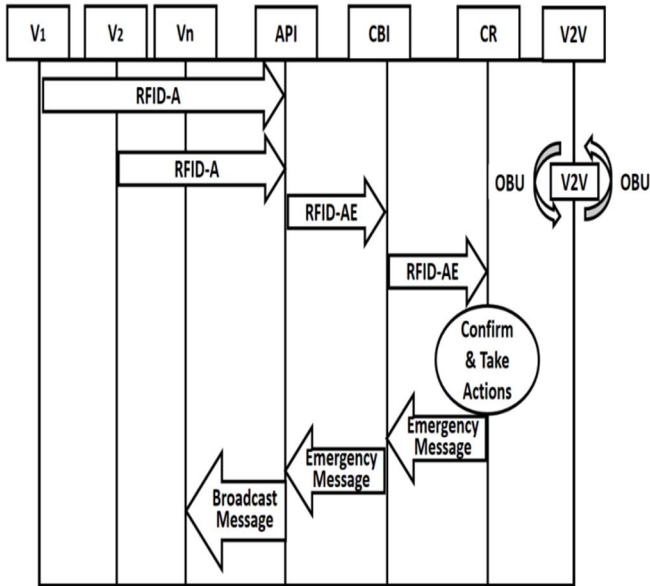 V1 V2 Vn API CBI CR V2V
RFID-A
RFID-A
OBU V2V OBU
RFID-AE
RFID-AE
Confirm
& Take
Actions
Emergency
Message
Emergency
Message
Broadcast
Message